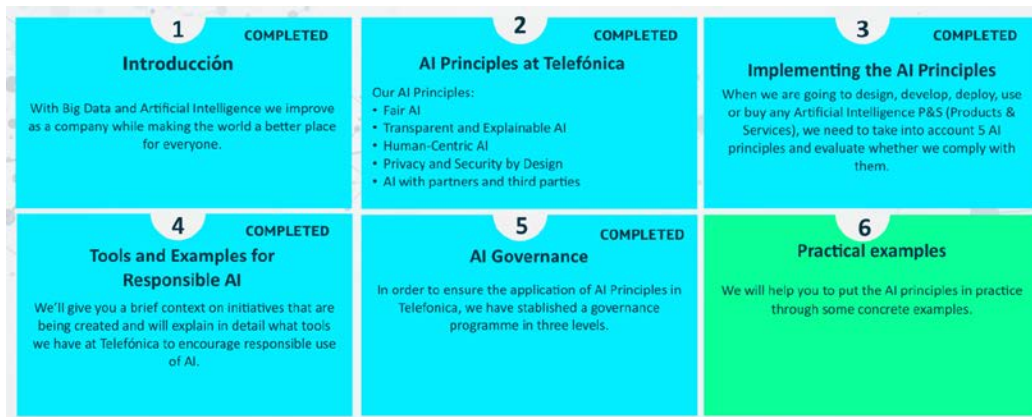 1
COMPLETED
Introducción
With Big Data and Artificial Intelligence we improve
as a company while making the world a better place
for everyone.
2
COMPLETED
AI Principles at Telefónica
Our AI Principles:
• Fair AI
• Transparent and Explainable AI
• Human-Centric AI
• Privacy and Security by Design
• AI with partners and third parties
3
COMPLETED
Implementing the AI Principles
When we are going to design, develop, deploy, use
or buy any Artificial Intelligence P&S (Products &
Services), we need to take into account 5 AI
principles and evaluate whether we comply with
them.
4
COMPLETED
Tools and Examples for
Responsible AI
We'll give you a brief context on initiatives that are
being created and will explain in detail what tools
we have at Telefónica to encourage responsible use
of AI.
5
COMPLETED
AI Governance
In order to ensure the application of AI Principles in
Telefonica, we have stablished a governance
programme in three levels.
6
Practical examples
We will help you to put the AI principles in practice
through some concrete examples.